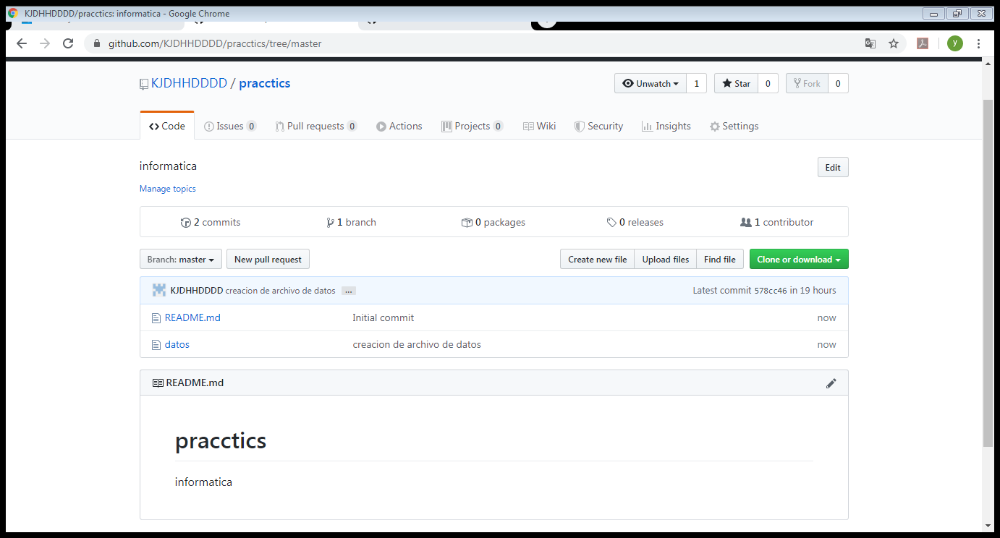 KJDHHDDDD/pracctics: informatica - Google Chrome
github.com/KJDHHDDDD/pracctics/tree/master
y
KJDHHDDDD / pracctics
Unwatch 1 Star 0 Fork 0
Code Issues 0 Pull requests 0 Actions Projects 0 Wiki Security Insights Settings
informatica
Edit
Manage topics
2 commits 1 branch 0 packages 0 releases 1 contributor
Branch: master New pull request Create new file Upload files Find file Clone or download
KJDHHDDDD creacion de archivo de datos ... Latest commit 578cc46 in 19 hours
README.md Initial commit now
datos creacion de archivo de datos now
README.md
pracctics
informatica